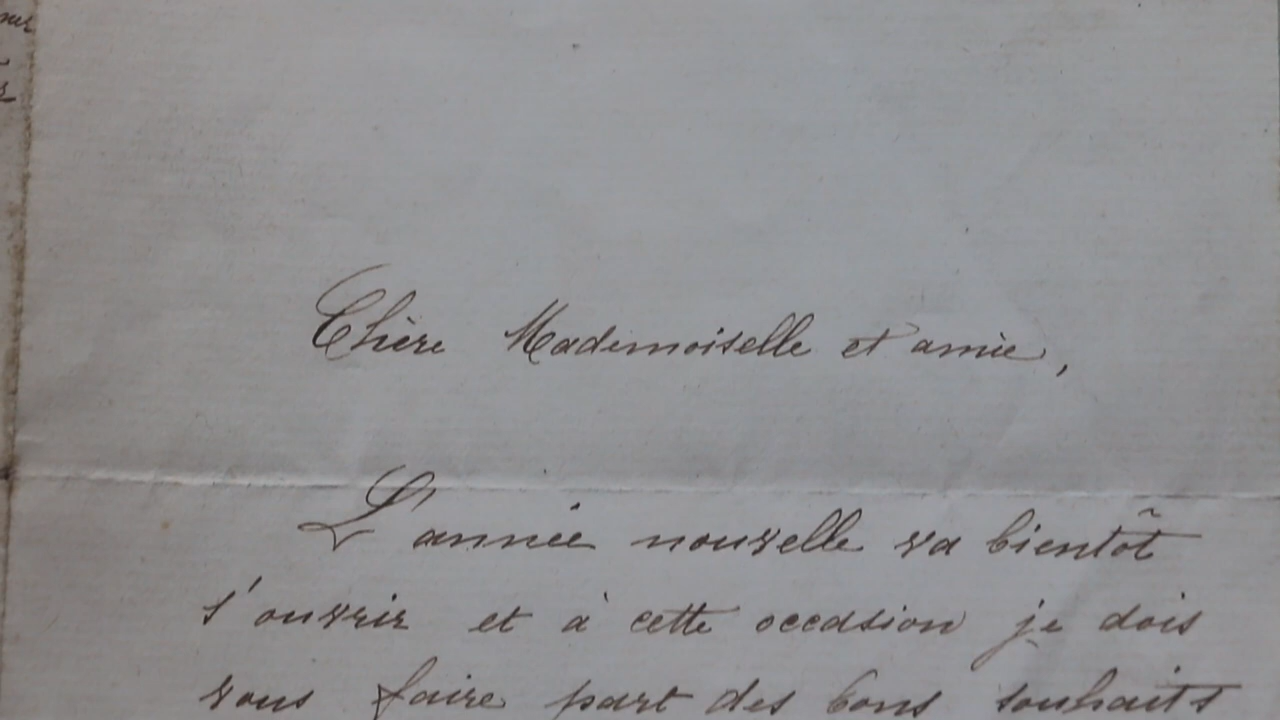 Chère Mademoiselle et amie,
L'année nouvelle va bientôt
s'ouvrir et à cette occasion je dois
vous faire part des bons souhaits